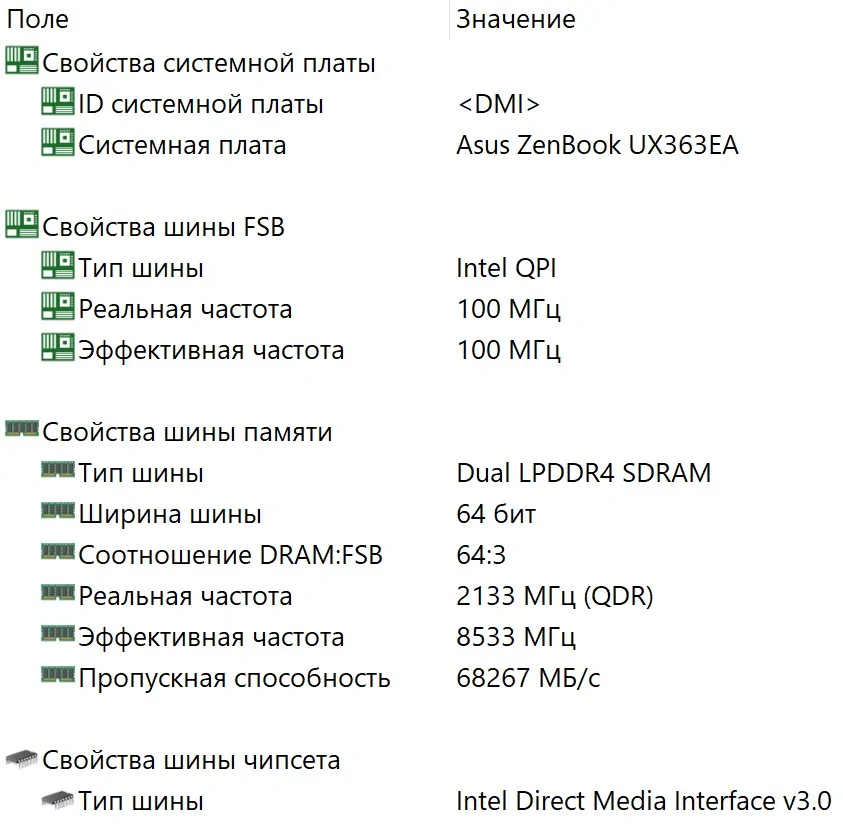 Поле Значение
Свойства системной платы
ID системной платы <DMI>
Системная плата Asus ZenBook UX363EA
Свойства шины FSB
Тип шины Intel QPI
Реальная частота 100 МГц
Эффективная частота 100 МГц
Свойства шины памяти
Тип шины Dual LPDDR4 SDRAM
Ширина шины 64 бит
Соотношение DRAM:FSB 64:3
Реальная частота 2133 МГц (QDR)
Эффективная частота 8533 МГц
Пропускная способность 68267 МБ/с
Свойства шины чипсета
Тип шины Intel Direct Media Interface v3.0